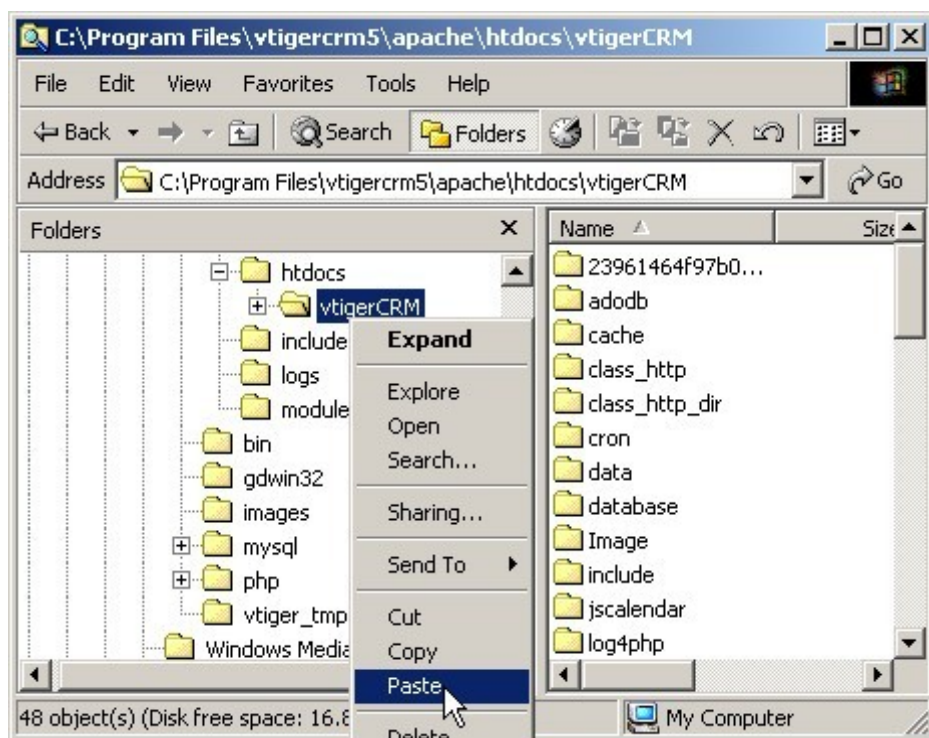 C:\Program Files\vtigercrm5\apache\htdocs\vtigerCRM
File Edit View Favorites Tools Help
Back Search Folders
Address C:\Program Files\vtigercrm5\apache\htdocs\vtigerCRM Go
Folders
htdocs
vtigerCRM
include
logs
module
bin
gdwin32
images
mysql
php
vtiger_tmp
Windows Media
Expand
Explore
Open
Search...
Sharing...
Send To
Cut
Copy
Paste
Delete
Name Size
23961464f97b0...
adodb
cache
class_http
class_http_dir
cron
data
database
Image
include
jscalendar
log4php
48 object(s) (Disk free space: 16.8
My Computer